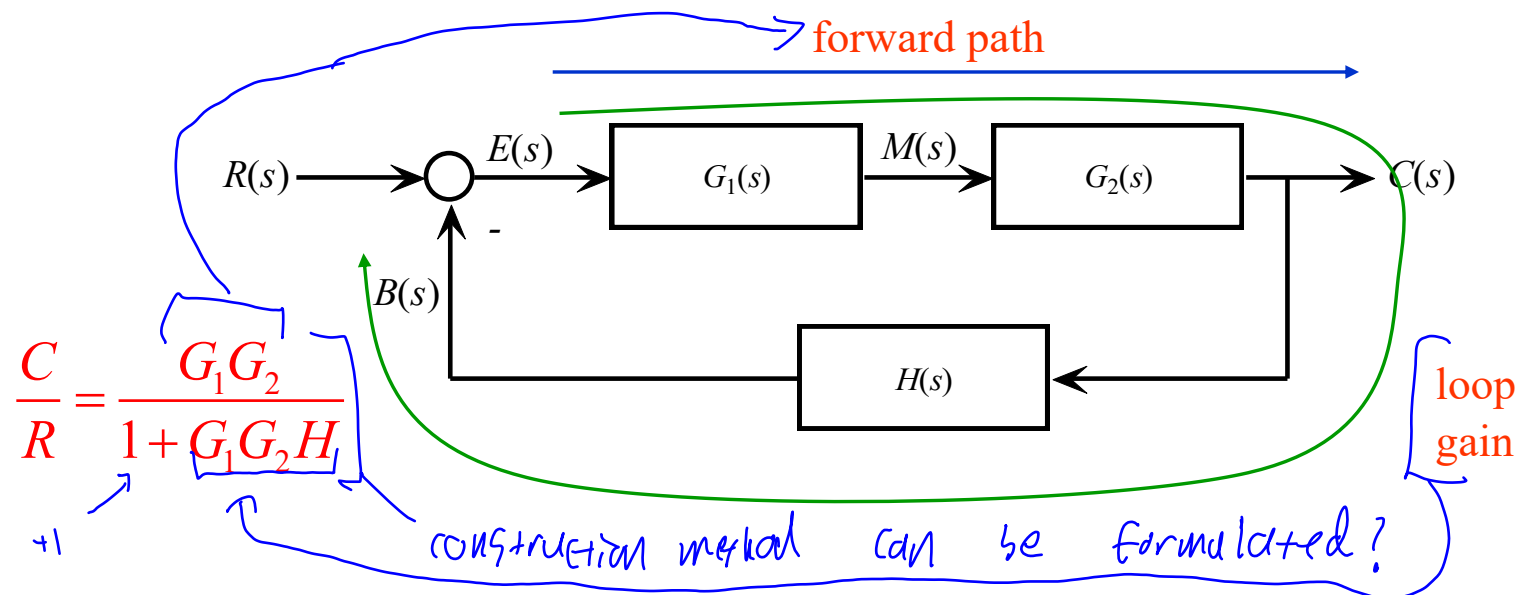 forward path
R(s)
E(s)
G₁(s)
M(s)
G₂(s)
C(s)
-
B(s)
H(s)
C/R = G₁G₂/(1 + G₁G₂H)
loop
gain
+1
construction method can be formulated?